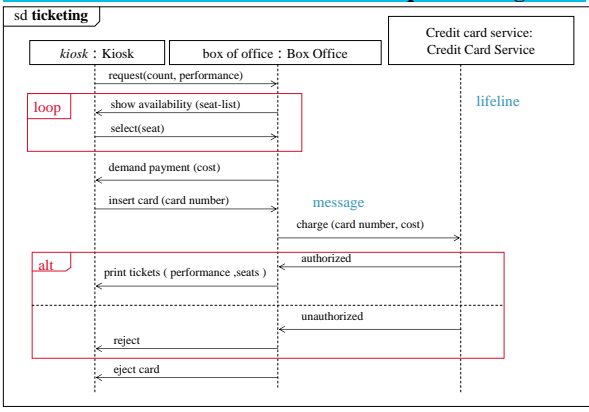 sd ticketing
kiosk : Kiosk
box of office : Box Office
Credit card service:
Credit Card Service
request(count, performance)
loop
show availability (seat-list)
lifeline
select(seat)
demand payment (cost)
insert card (card number)
message
charge (card number, cost)
alt
authorized
print tickets ( performance ,seats )
unauthorized
reject
eject card